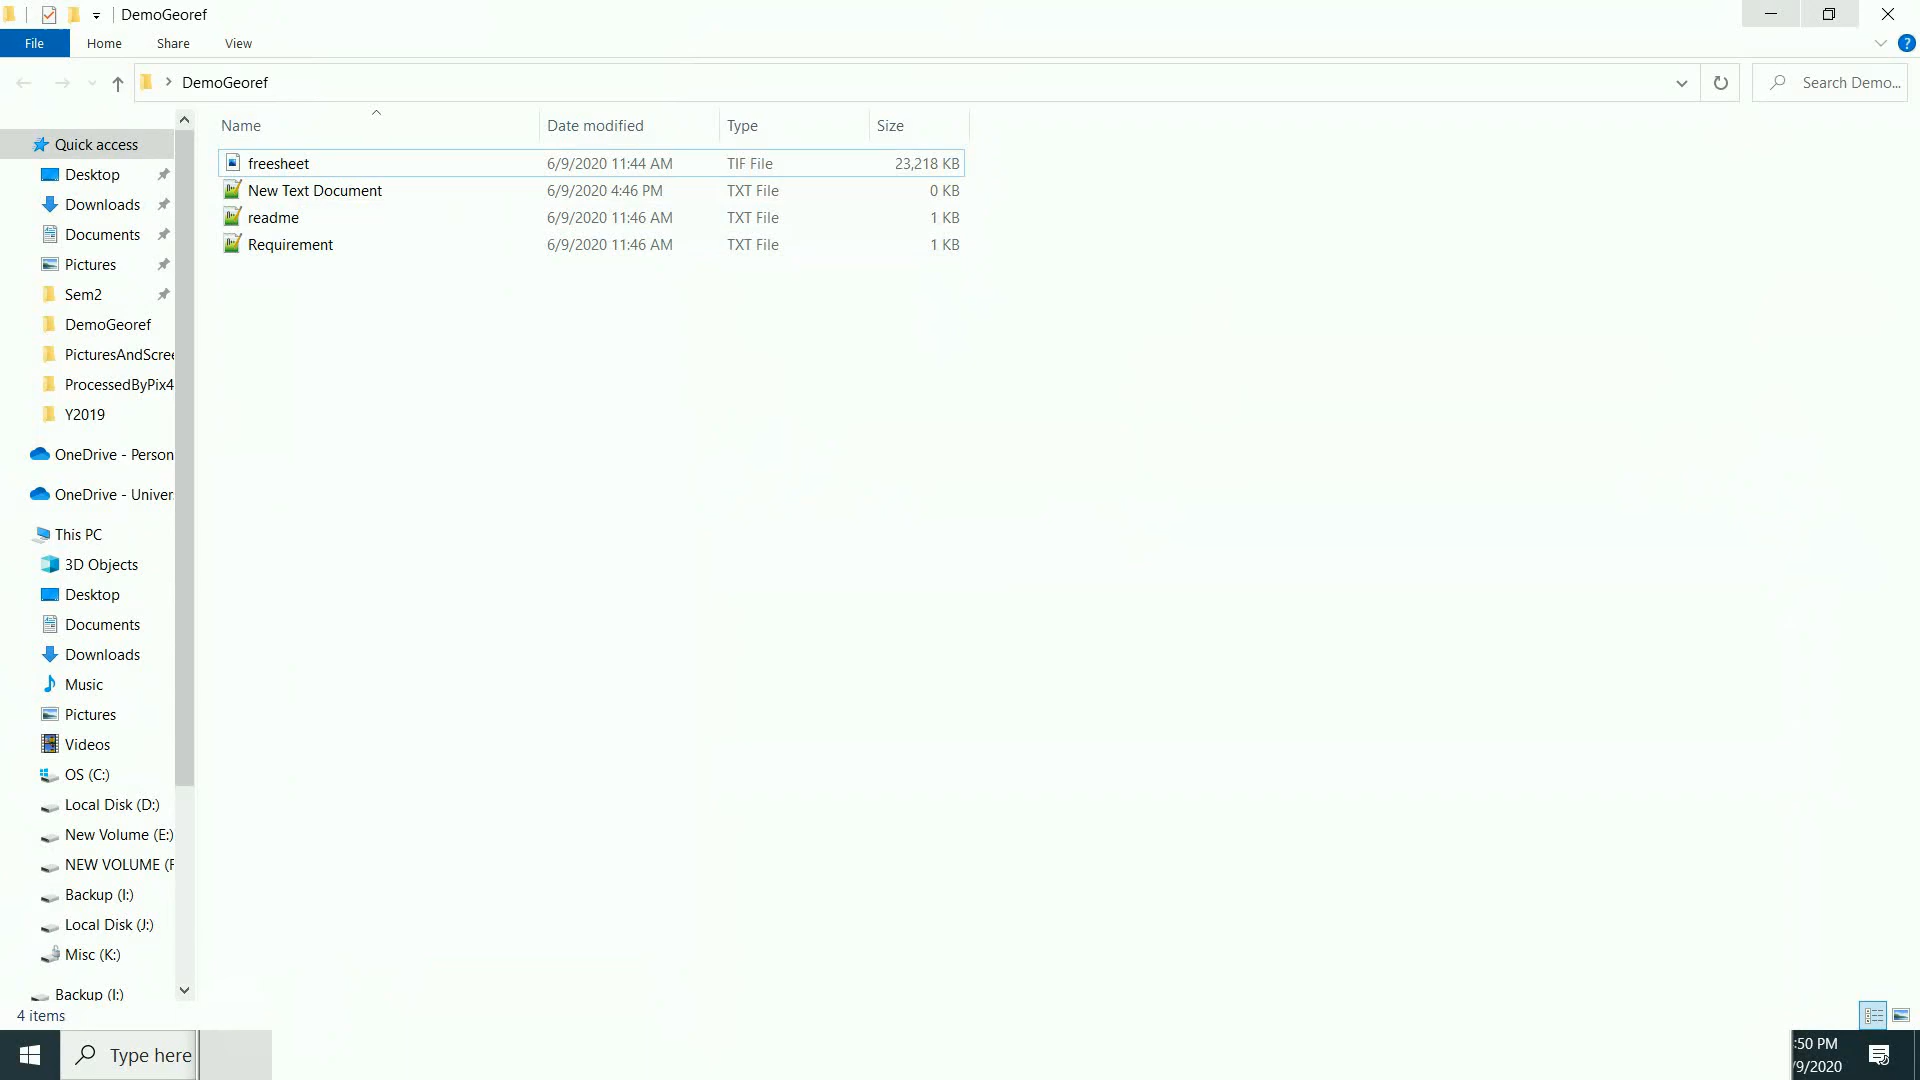 DemoGeoref
File Home Share View
DemoGeoref
Search Demo...
Name Date modified Type Size
freesheet 6/9/2020 11:44 AM TIF File 23,218 KB
New Text Document 6/9/2020 4:46 PM TXT File 0 KB
readme 6/9/2020 11:46 AM TXT File 1 KB
Requirement 6/9/2020 11:46 AM TXT File 1 KB
Quick access
Desktop
Downloads
Documents
Pictures
Sem2
DemoGeoref
PicturesAndScree
ProcessedByPix4
Y2019
OneDrive - Person
OneDrive - Univer
This PC
3D Objects
Desktop
Documents
Downloads
Music
Pictures
Videos
OS (C:)
Local Disk (D:)
New Volume (E:)
NEW VOLUME (F
Backup (I:)
Local Disk (J:)
Misc (K:)
Backup (I:)
4 items
Type here
:50 PM
/9/2020